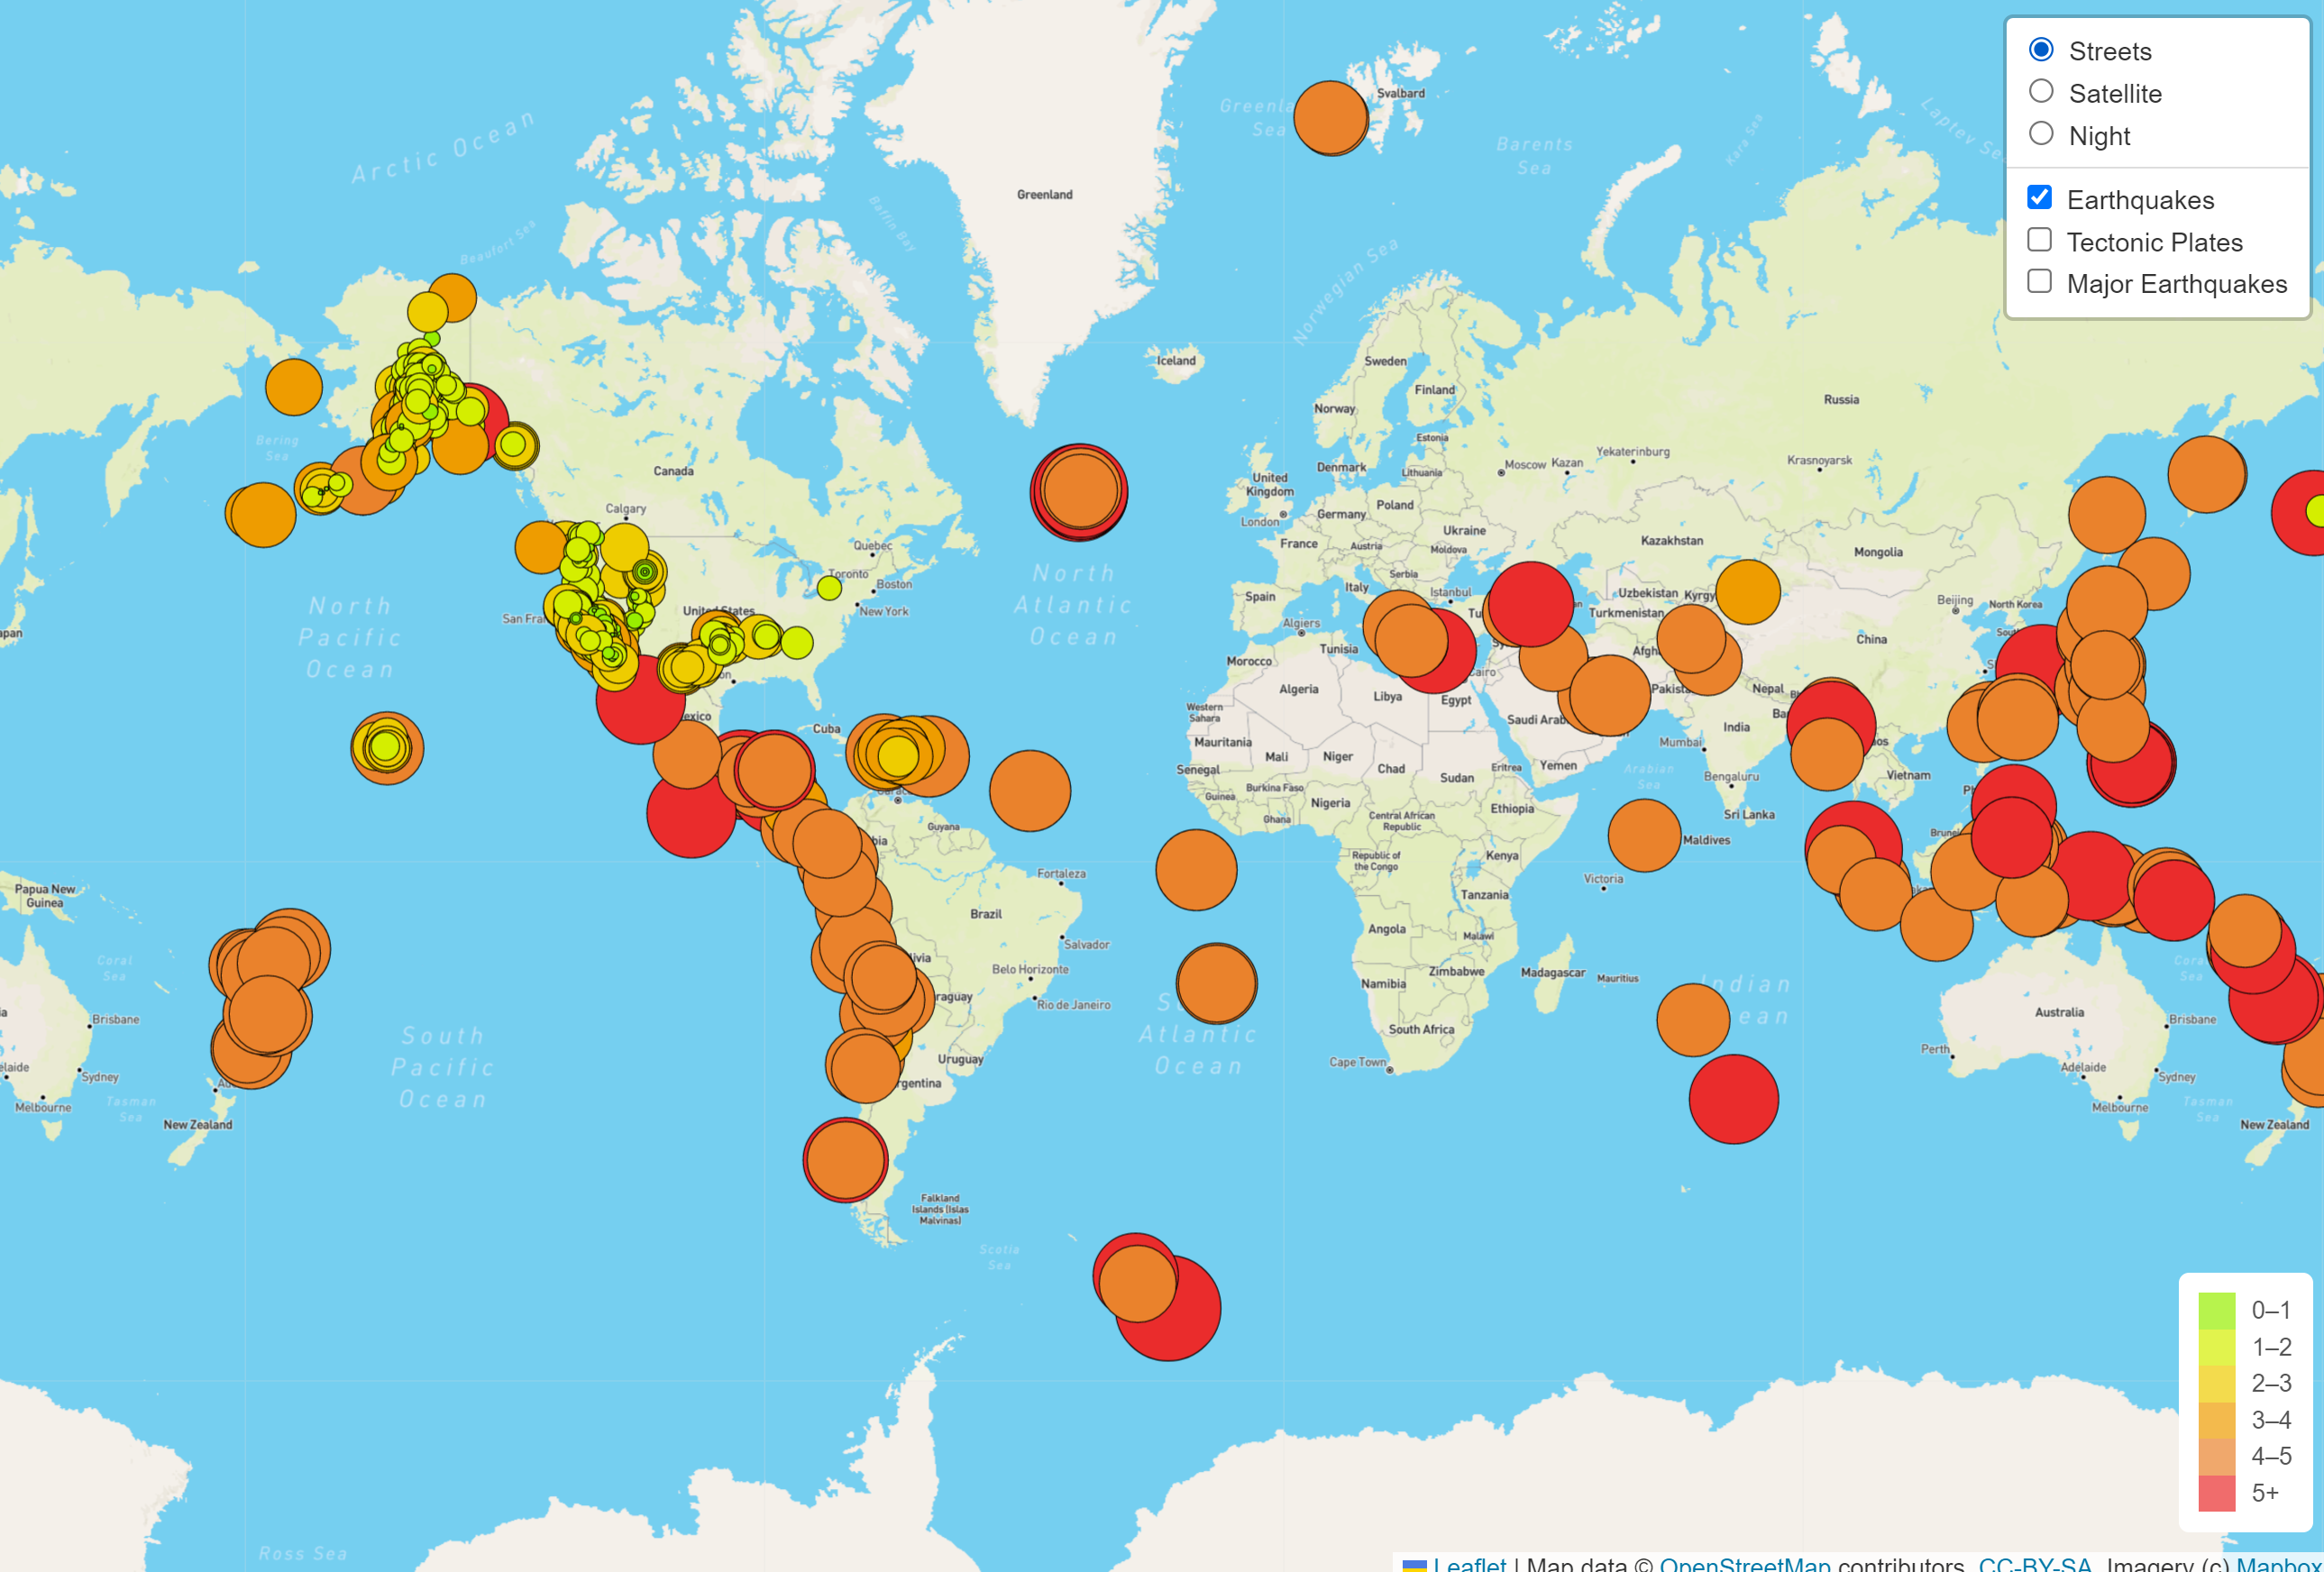 Streets
Satellite
Night
Earthquakes
Tectonic Plates
Major Earthquakes
Arctic Ocean
Beaufort Sea
Baffin Bay
Greenland
Svalbard
Barents
Sea
Kara Sea
Norwegian Sea
Iceland
Sweden
Finland
Norway
Russia
Estonia
Bering
Sea
Canada
Calgary
Denmark
Lithuania
Moscow
Kazan
Yekaterinburg
Krasnoyarsk
United
Kingdom
London
Germany
Poland
Ukraine
France
Austria
Moldova
Kazakhstan
Mongolia
Quebec
Toronto
Boston
New York
United States
North
Pacific
Ocean
North
Atlantic
Ocean
Serbia
Italy
Spain
Istanbul
Uzbekistan
Turkmenistan
Beijing
North Korea
China
Algiers
Tunisia
Morocco
Algeria
Libya
Egypt
Cairo
Nepal
India
Western
Sahara
Mauritania
Mali
Niger
Chad
Sudan
Eritrea
Yemen
Mumbai
Arabian
Sea
Bengaluru
Vietnam
Cuba
Senegal
Guinea
Burkina Faso
Nigeria
Ghana
Central African
Republic
Ethiopia
Sri Lanka
Maldives
Guyana
Republic of
the Congo
Kenya
Fortaleza
Tanzania
Victoria
Papua New
Guinea
Brazil
Angola
Malawi
Salvador
Coral
Sea
Belo Horizonte
Rio de Janeiro
Zimbabwe
Namibia
Madagascar
Mauritius
Indian
South Africa
Cape Town
Australia
Brisbane
Brisbane
Perth
Adelaide
Sydney
Sydney
Melbourne
Melbourne
Tasman
Sea
Tasman
Sea
New Zealand
New Zealand
South
Pacific
Ocean
Atlantic
Ocean
Uruguay
Falkland
Islands (Islas
Malvinas)
Scotia
Sea
Ross Sea
0–1
1–2
2–3
3–4
4–5
5+
Leaflet | Map data © OpenStreetMap contributors, CC-BY-SA, Imagery (c) Mapbox